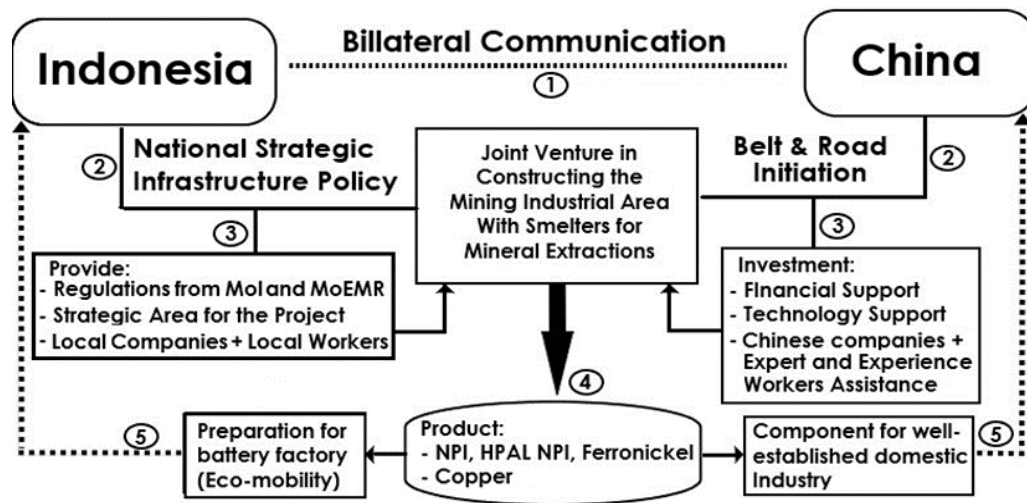 Billateral Communication
Indonesia
China
1
2
National Strategic
Infrastructure Policy
Joint Venture in
Constructing the
Mining Industrial Area
With Smelters for
Mineral Extractions
Belt & Road
Initiation
2
3
3
Provide:
- Regulations from MoI and MoEMR
- Strategic Area for the Project
- Local Companies + Local Workers
Investment:
- FInancial Support
- Technology Support
- Chinese companies +
Expert and Experience
Workers Assistance
4
5
Preparation for
battery factory
(Eco-mobility)
Product:
- NPI, HPAL NPI, Ferronickel
- Copper
Component for well-
established domestic
Industry
5